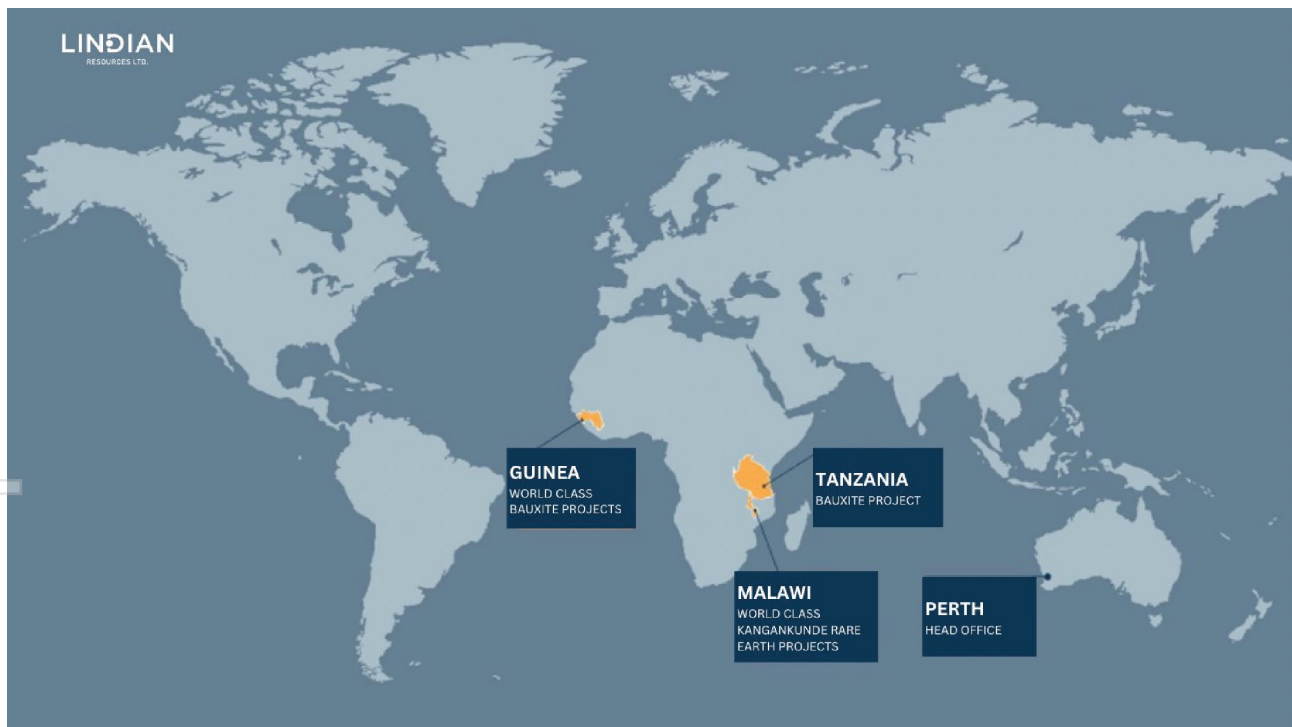 LINDIAN
RESOURCES LTD.
GUINEA
WORLD CLASS
BAUXITE PROJECTS
TANZANIA
BAUXITE PROJECT
MALAWI
WORLD CLASS
KANGANKUNDE RARE
EARTH PROJECTS
PERTH
HEAD OFFICE